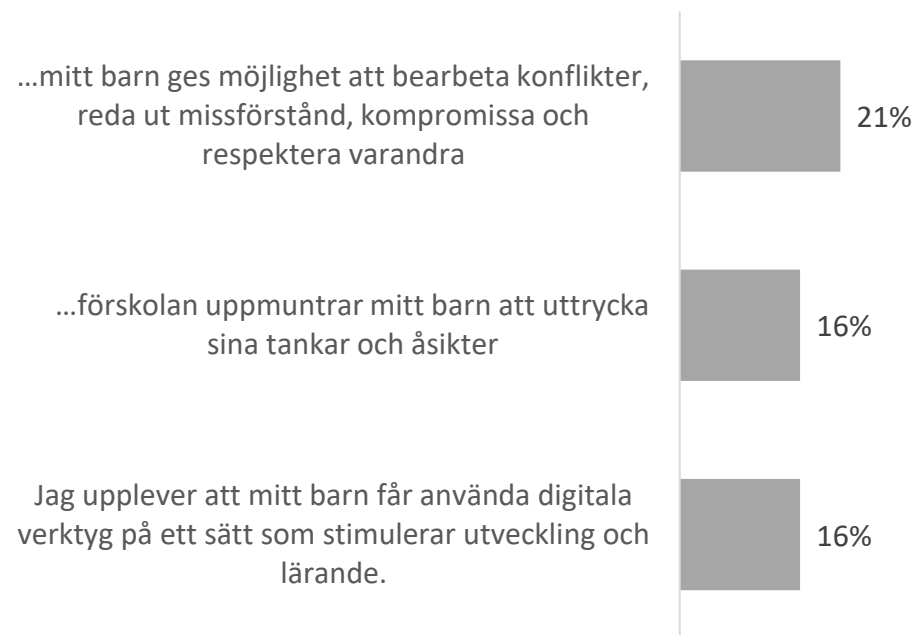 …mitt barn ges möjlighet att bearbeta konflikter,
reda ut missförstånd, kompromissa och
respektera varandra
21%
…förskolan uppmuntrar mitt barn att uttrycka
sina tankar och åsikter
16%
Jag upplever att mitt barn får använda digitala
verktyg på ett sätt som stimulerar utveckling och
lärande.
16%